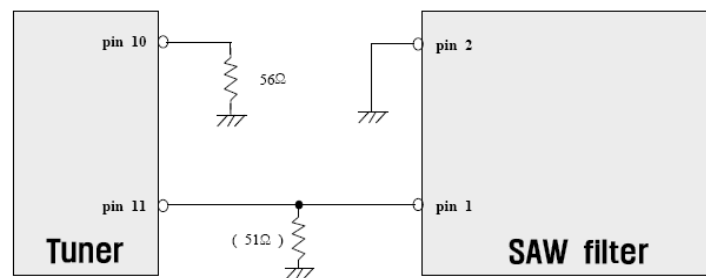 pin 10
pin 2
56Ω
pin 11
pin 1
( 51Ω )
Tuner
SAW filter